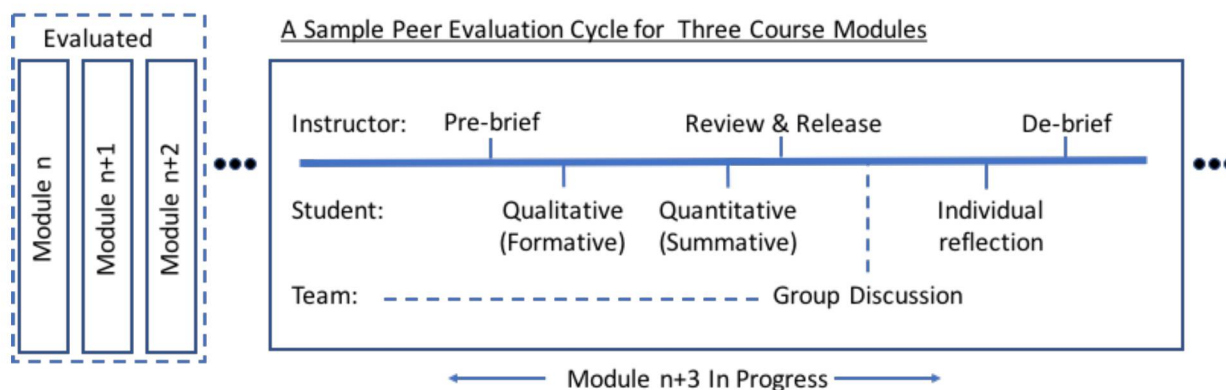 Evaluated
Module n
Module n+1
Module n+2
A Sample Peer Evaluation Cycle for Three Course Modules
Instructor: Pre-brief Review & Release De-brief
Student: Qualitative Quantitative Individual
(Formative) (Summative) reflection
Team: Group Discussion
Module n+3 In Progress